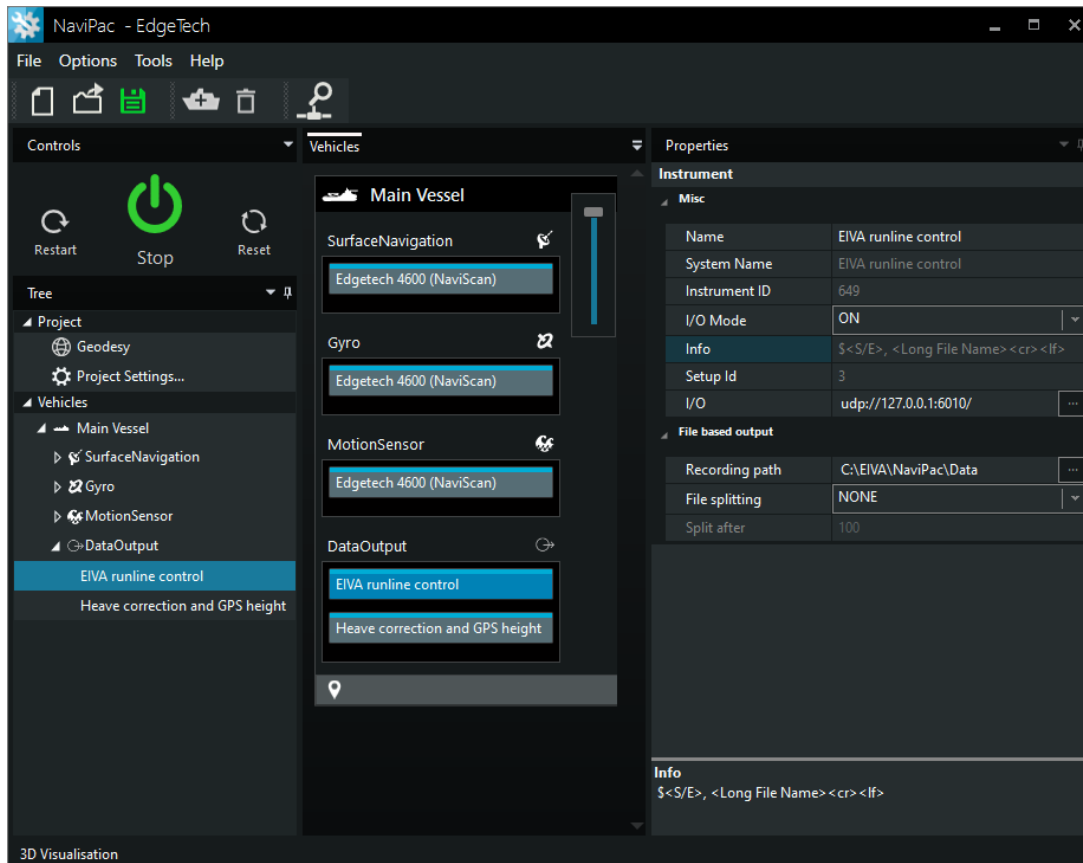 NaviPac - EdgeTech
File Options Tools Help
Controls
Restart
Stop
Reset
Tree
Project
Geodesy
Project Settings...
Vehicles
Main Vessel
SurfaceNavigation
Gyro
MotionSensor
DataOutput
EIVA runline control
Heave correction and GPS height
Vehicles
Main Vessel
SurfaceNavigation
Edgetech 4600 (NaviScan)
Gyro
Edgetech 4600 (NaviScan)
MotionSensor
Edgetech 4600 (NaviScan)
DataOutput
EIVA runline control
Heave correction and GPS height
Properties
Instrument
Misc
Name EIVA runline control
System Name EIVA runline control
Instrument ID 649
I/O Mode ON
Info $<S/E>, <Long File Name><cr><lf>
Setup Id 3
I/O udp://127.0.0.1:6010/ ...
File based output
Recording path C:\EIVA\NaviPac\Data ...
File splitting NONE
Split after 100
Info
$<S/E>, <Long File Name><cr><lf>
3D Visualisation